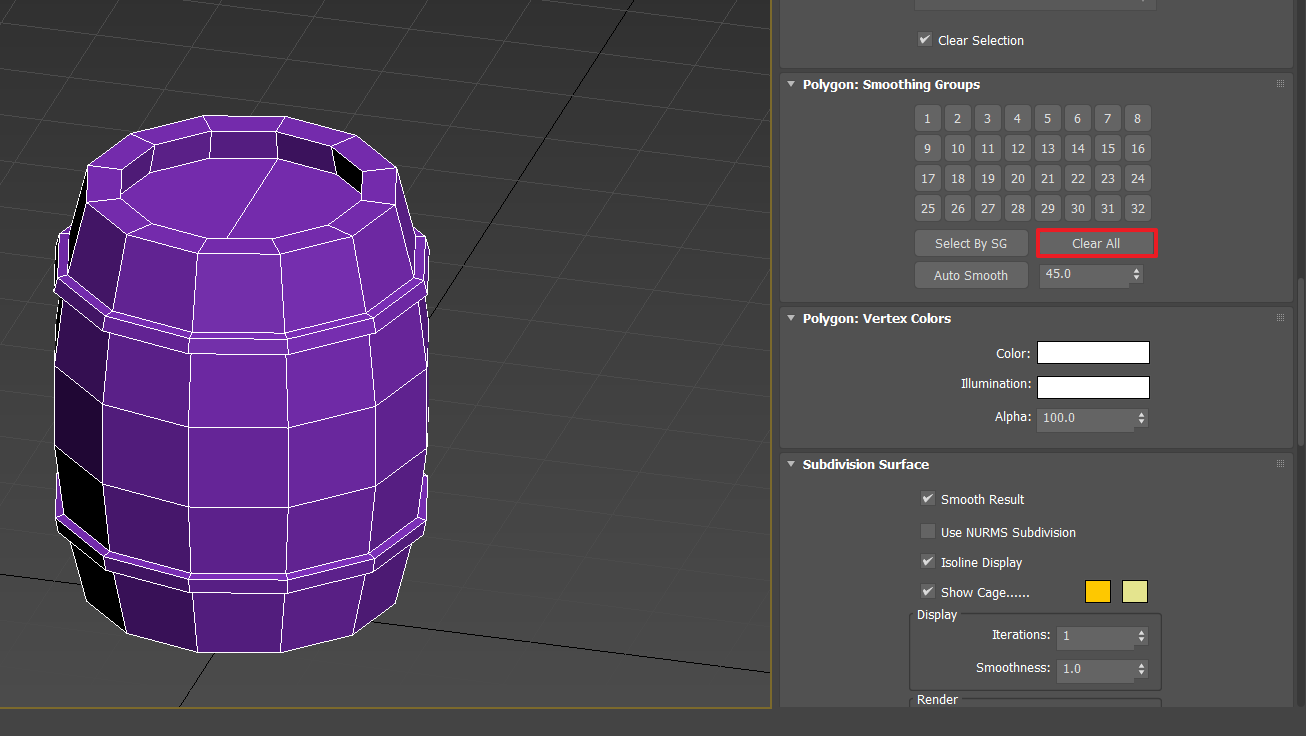 Clear Selection
Polygon: Smoothing Groups
1 2 3 4 5 6 7 8
9 10 11 12 13 14 15 16
17 18 19 20 21 22 23 24
25 26 27 28 29 30 31 32
Select By SG Clear All
Auto Smooth 45.0
Polygon: Vertex Colors
Color:
Illumination:
Alpha: 100.0
Subdivision Surface
Smooth Result
Use NURMS Subdivision
Isoline Display
Show Cage......
Display
Iterations: 1
Smoothness: 1.0
Render